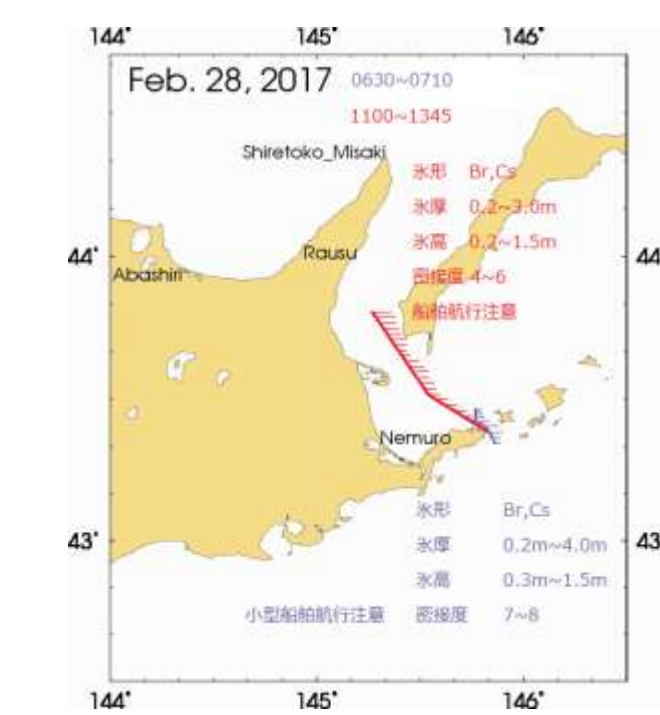 144° 145° 146°
Feb. 28, 2017 0630~0710
1100~1345
Shiretoko_Misaki
氷形 Br,Cs
氷厚 0.2~3.0m
氷高 0.2~1.5m
44° Rausu 44
Abashiri 密接度 4~6
船舶航行注意
Nemuro
氷形 Br,Cs
43° 氷厚 0.2m~4.0m 43
氷高 0.3m~1.5m
小型船舶航行注意 密接度 7~8
144° 145° 146°